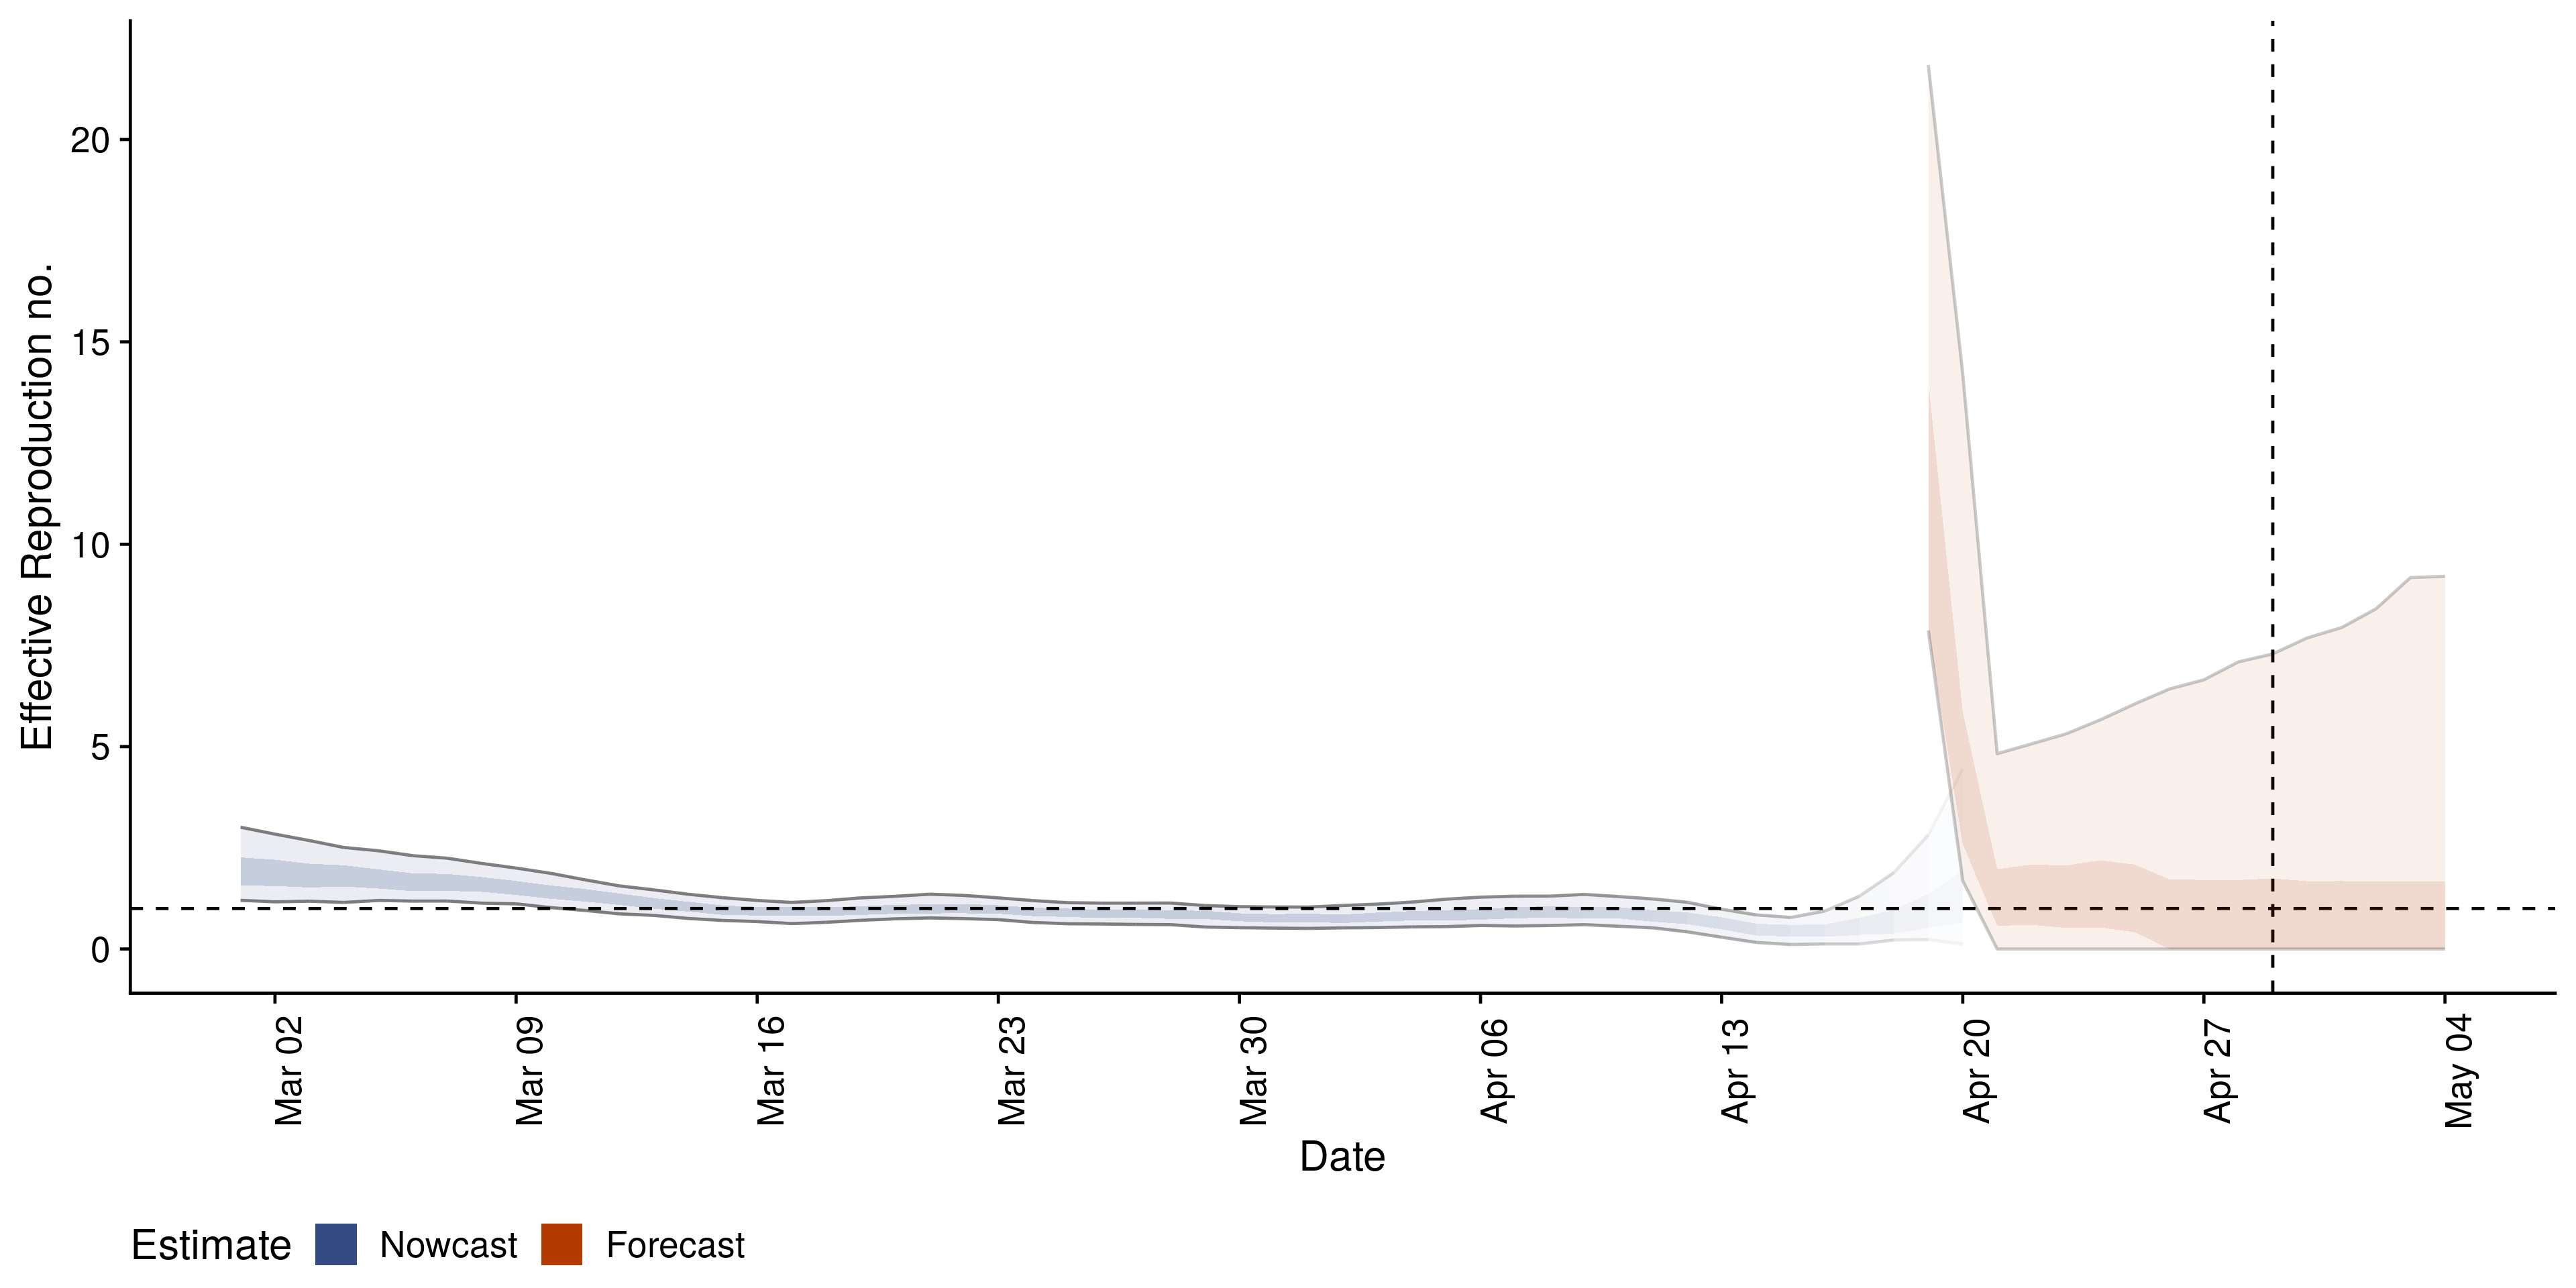 Effective Reproduction no.
20
15
10
5
0
Mar 02
Mar 09
Mar 16
Mar 23
Mar 30
Apr 06
Apr 13
Apr 20
Apr 27
May 04
Date
Estimate Nowcast Forecast